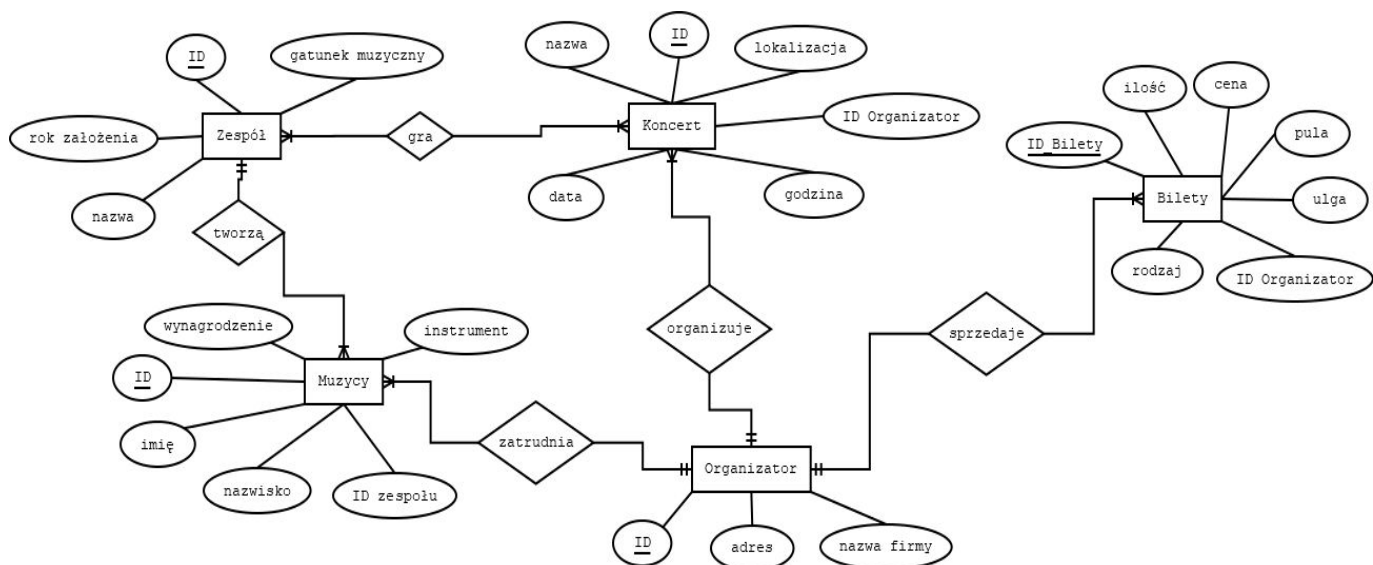 ID
gatunek muzyczny
rok założenia
Zespół
nazwa
gra
nazwa
ID
lokalizacja
Koncert
ID Organizator
data
godzina
ilość
cena
ID_Bilety
pula
Bilety
ulga
rodzaj
ID Organizator
tworzą
wynagrodzenie
instrument
ID
Muzycy
imię
nazwisko
ID zespołu
organizuje
sprzedaje
zatrudnia
Organizator
ID
adres
nazwa firmy